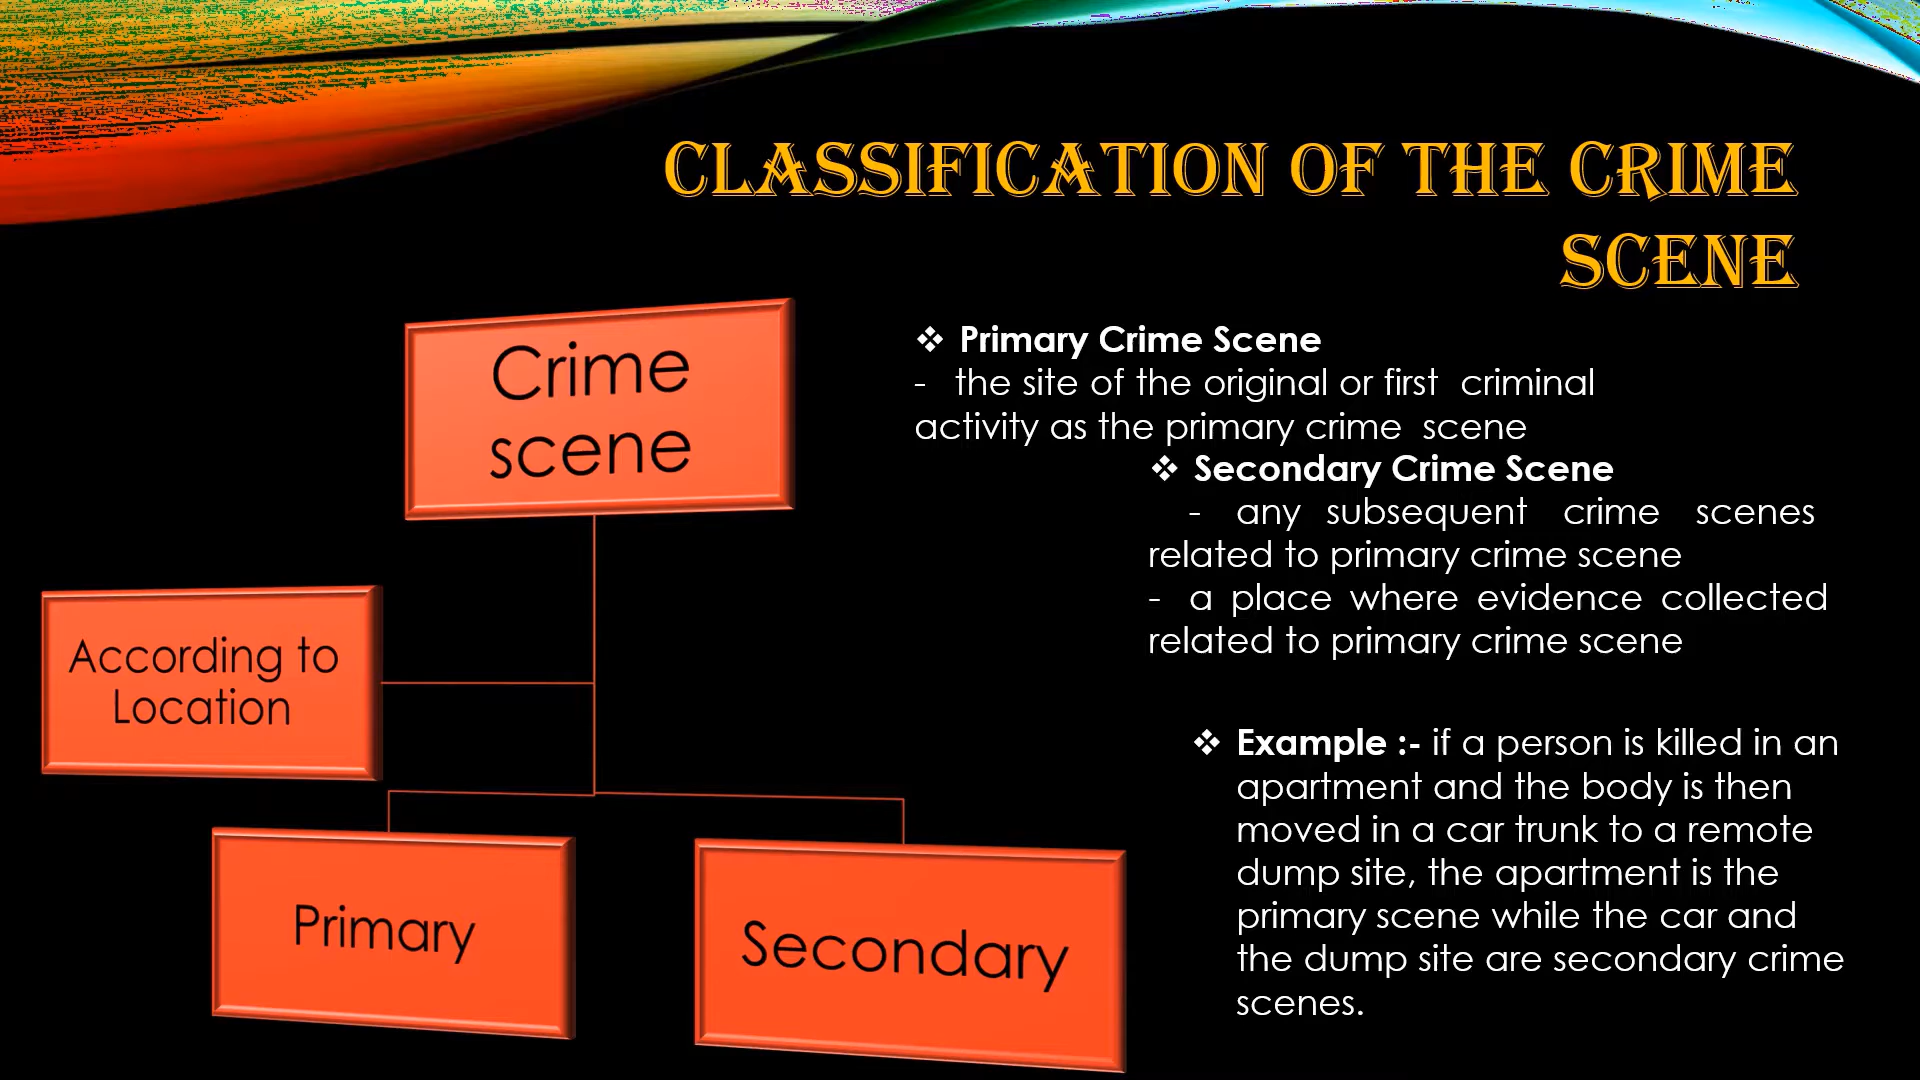 CLASSIFICATION OF THE CRIME
SCENE
Crime
scene
According to
Location
Primary
Secondary
❖ Primary Crime Scene
- the site of the original or first criminal
activity as the primary crime scene
❖ Secondary Crime Scene
- any subsequent crime scenes
related to primary crime scene
- a place where evidence collected
related to primary crime scene
❖ Example :- if a person is killed in an
apartment and the body is then
moved in a car trunk to a remote
dump site, the apartment is the
primary scene while the car and
the dump site are secondary crime
scenes.